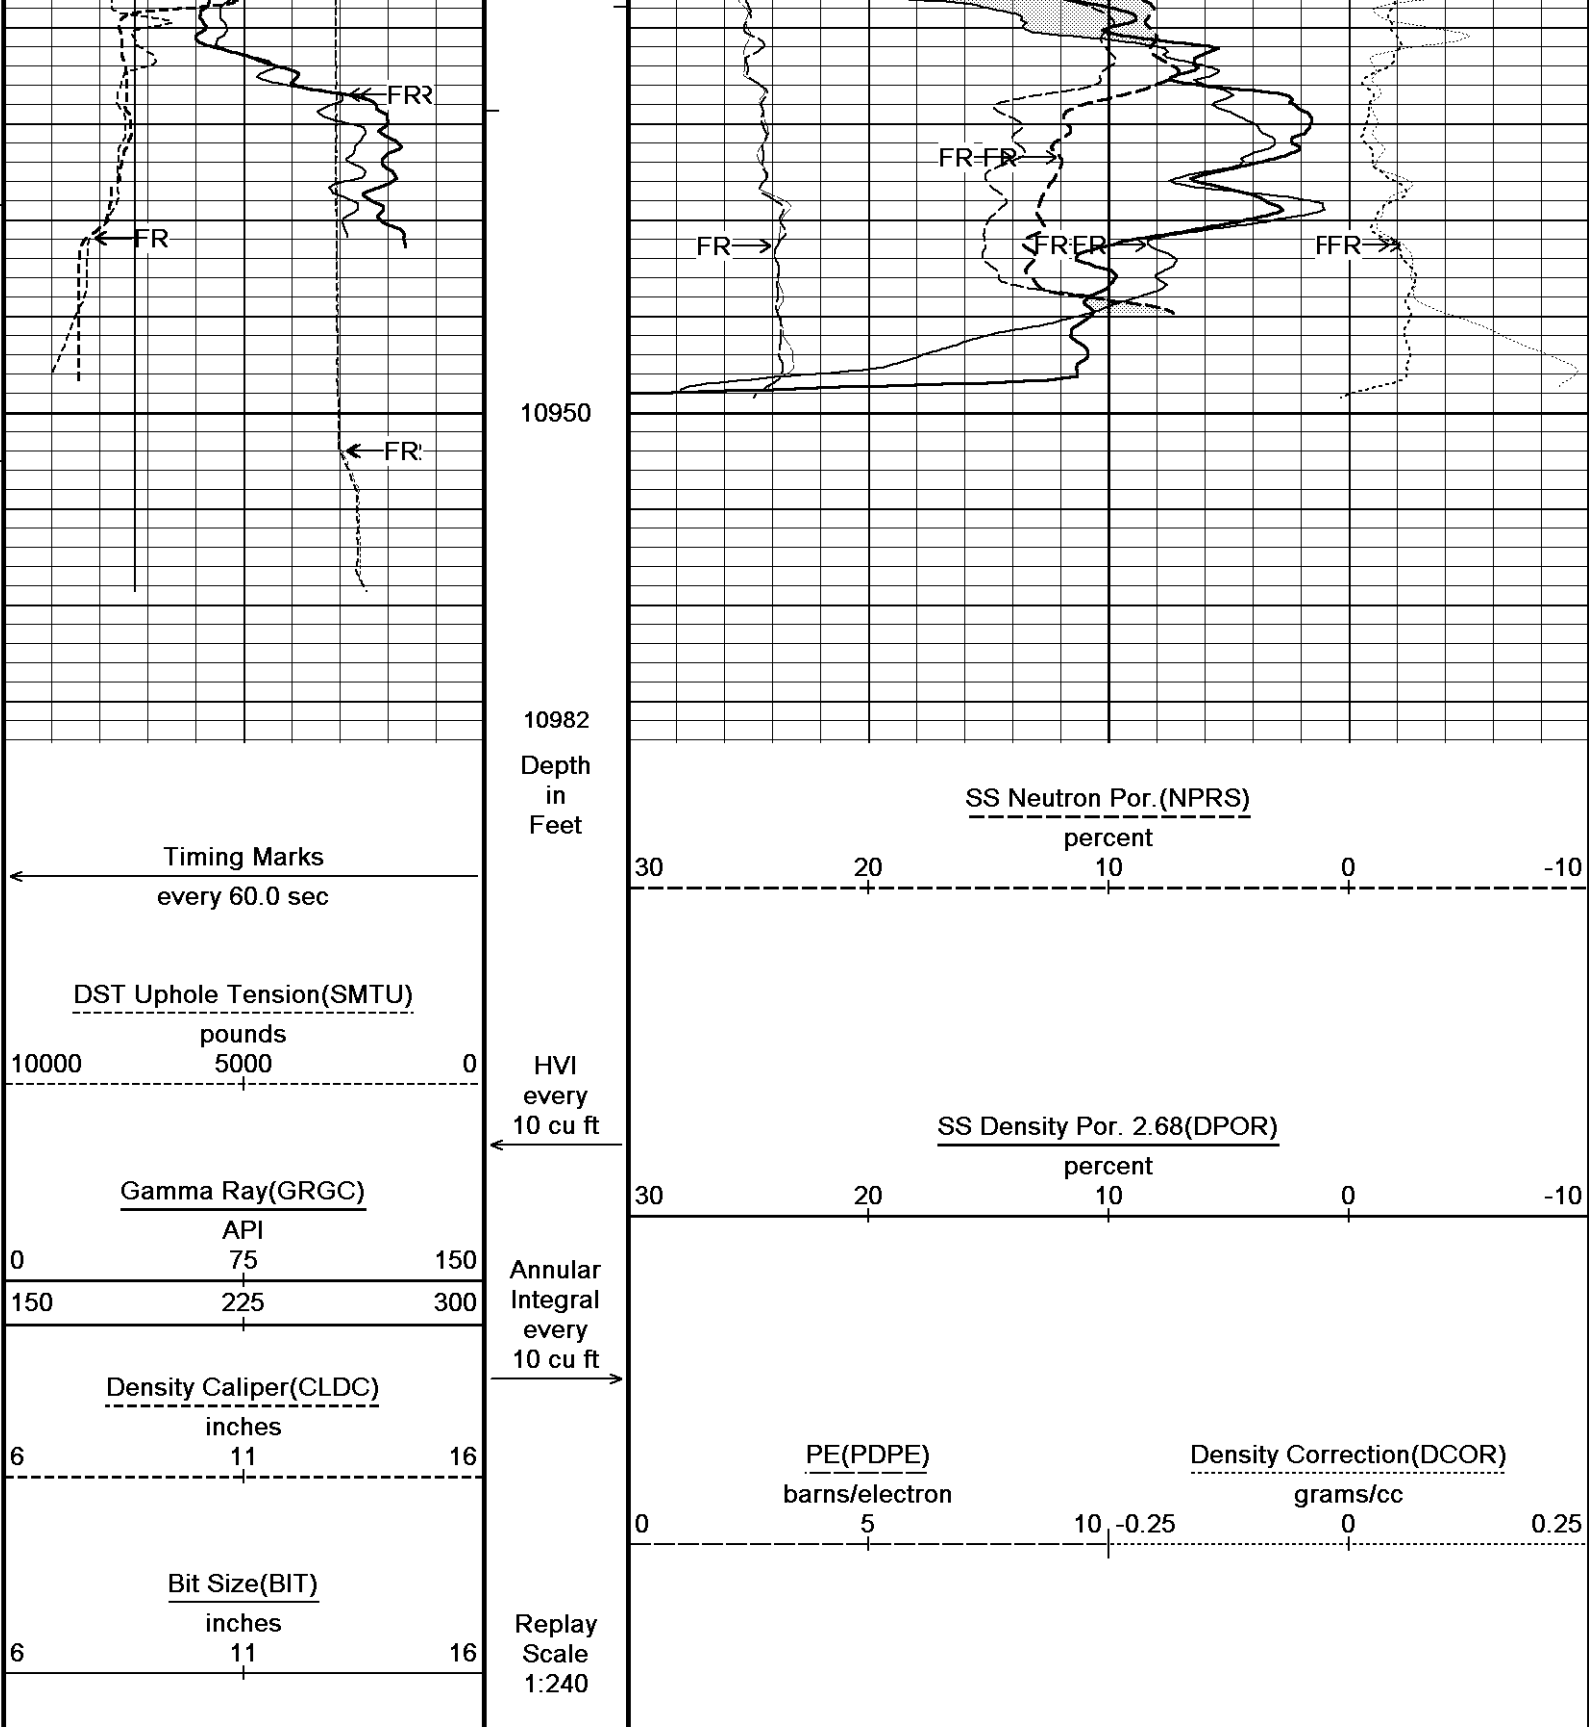 FRR
FR FR
FR
FR
FR FR
FFR
10950
FR
10982
Depth
in
Feet
SS Neutron Por.(NPRS)
percent
30 20 10 0 -10
Timing Marks
every 60.0 sec
DST Uphole Tension(SMTU)
pounds
10000 5000 0
HVI
every
10 cu ft
SS Density Por. 2.68(DPOR)
percent
30 20 10 0 -10
Gamma Ray(GRGC)
API
0 75 150
150 225 300
Annular
Integral
every
10 cu ft
Density Caliper(CLDC)
inches
6 11 16
PE(PDPE)
barns/electron
0 5 10
Density Correction(DCOR)
grams/cc
-0.25 0 0.25
Bit Size(BIT)
inches
6 11 16
Replay
Scale
1:240